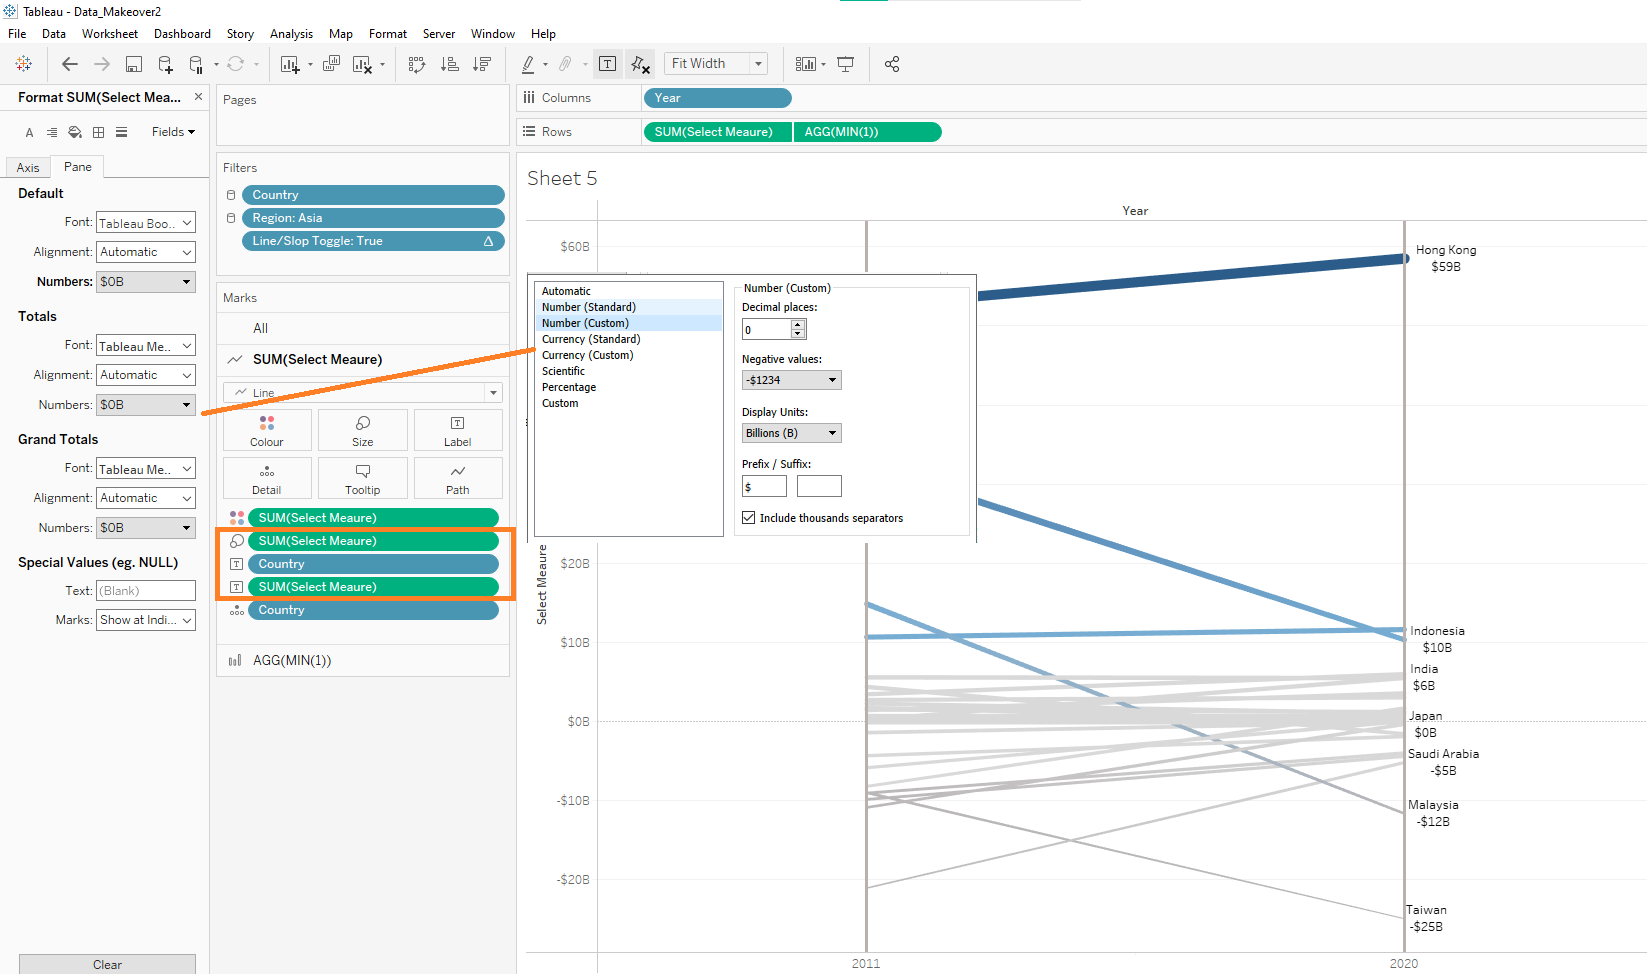 Tableau - Data_Makeover2
File Data Worksheet Dashboard Story Analysis Map Format Server Window Help
Fit Width
Format SUM(Select Mea...
Fields
Axis Pane
Default
Font: Tableau Boo..
Alignment: Automatic
Numbers: $0B
Totals
Font: Tableau Me..
Alignment: Automatic
Numbers: $0B
Grand Totals
Font: Tableau Me..
Alignment: Automatic
Numbers: $0B
Special Values (eg. NULL)
Text: (Blank)
Marks: Show at Indi...
Clear
Pages
Filters
Country
Region: Asia
Line/Slop Toggle: True
Marks
All
SUM(Select Meaure)
Line
Colour Size Label
Detail Tooltip Path
SUM(Select Meaure)
SUM(Select Meaure)
Country
SUM(Select Meaure)
Country
AGG(MIN(1))
Columns Year
Rows SUM(Select Meaure) AGG(MIN(1))
Sheet 5
Year
Automatic
Number (Standard)
Number (Custom)
Currency (Standard)
Currency (Custom)
Scientific
Percentage
Custom
Number (Custom)
Decimal places:
0
Negative values:
-$1234
Display Units:
Billions (B)
Prefix / Suffix:
$
Include thousands separators
Select Meaure
$60B
$20B
$10B
$0B
-$10B
-$20B
Hong Kong
$59B
Indonesia
$10B
India
$6B
Japan
$0B
Saudi Arabia
-$5B
Malaysia
-$12B
Taiwan
-$25B
2011 2020